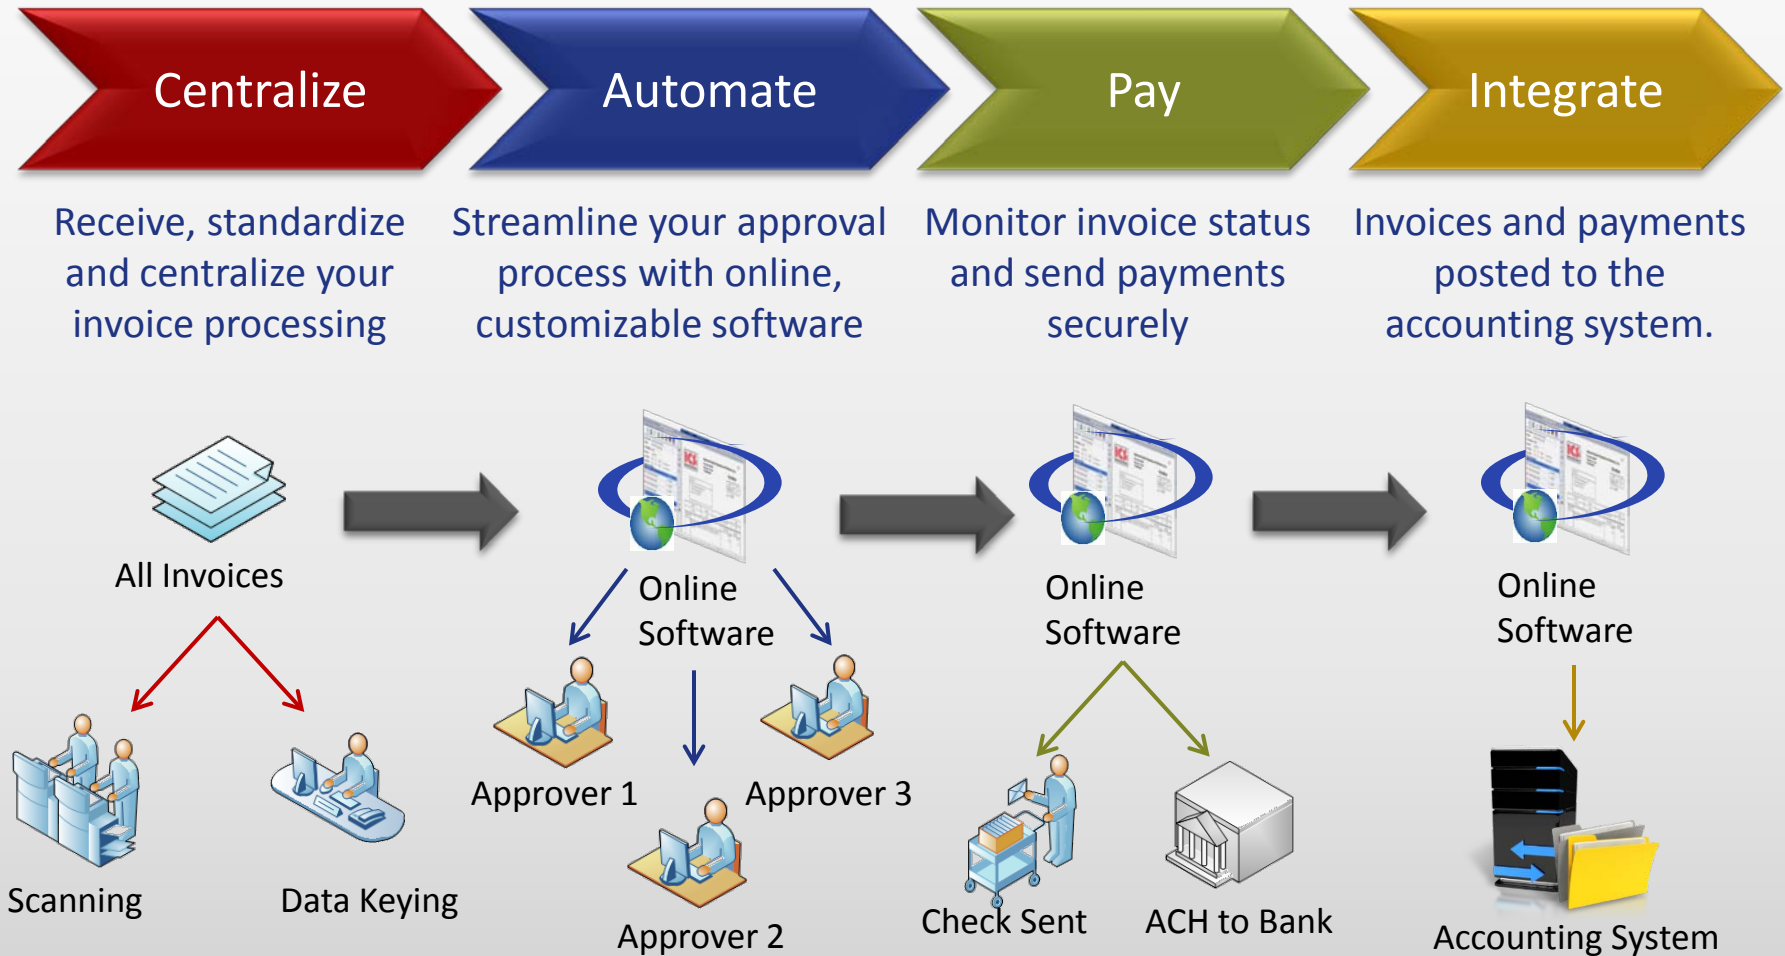 Centralize
Automate
Pay
Integrate
Receive, standardize
and centralize your
invoice processing
Streamline your approval
process with online,
customizable software
Monitor invoice status
and send payments
securely
Invoices and payments
posted to the
accounting system.
All Invoices
Online
Software
Online
Software
Online
Software
Scanning
Data Keying
Approver 1
Approver 2
Approver 3
Check Sent
ACH to Bank
Accounting System